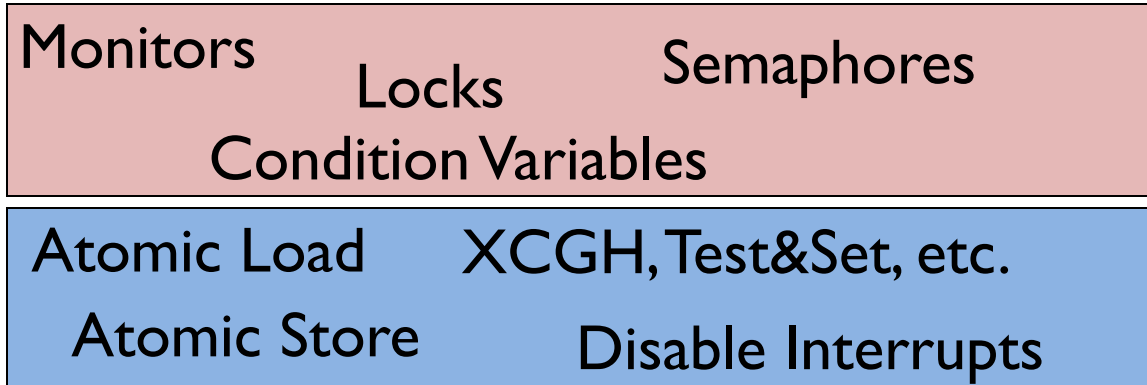 Monitors
Locks
Semaphores
Condition Variables
Atomic Load
XCGH, Test&Set, etc.
Atomic Store
Disable Interrupts